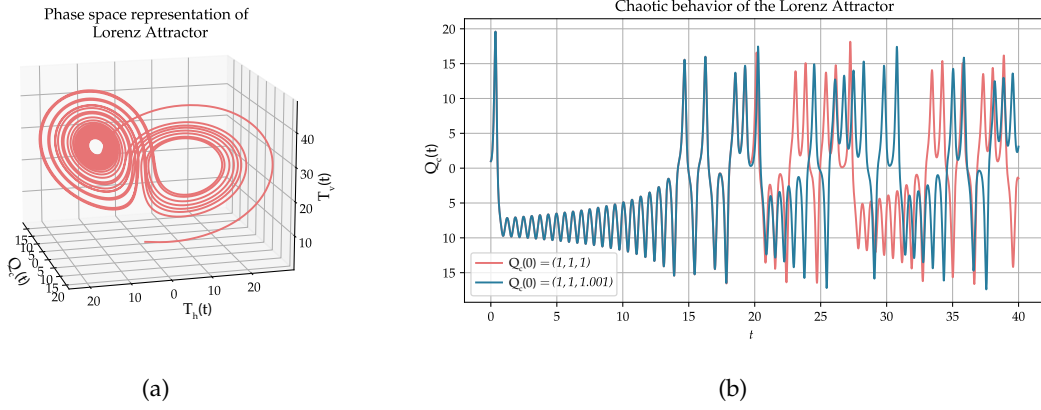 Phase space representation of
Lorenz Attractor
40
30
20
10
T_v(t)
15
10
5
0
5
10
15
20
Q_c(t)
20
10
0
10
20
T_h(t)
(a)
Chaotic behavior of the Lorenz Attractor
20
15
10
5
0
5
10
15
Q_c(t)
Q_c(0) = (1, 1, 1)
Q_c(0) = (1, 1, 1.001)
0 5 10 15 20 25 30 35 40
t
(b)